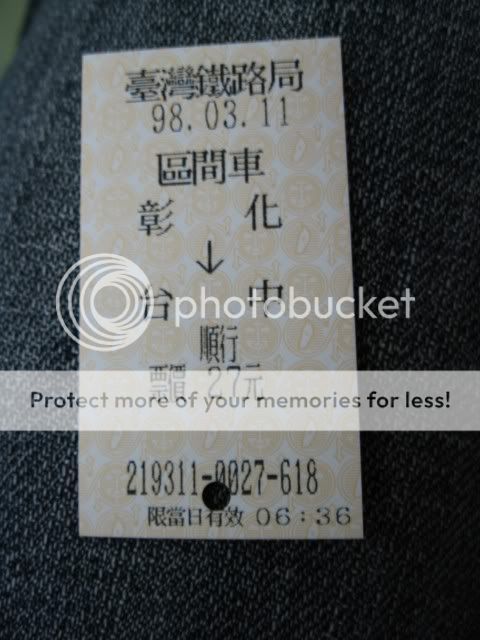 臺灣鐵路局
98.03.11
區間車
彰 化
↓
台 中
photobucket
順行
票價 27元
Protect more of your memories for less!
219311-0027-618
限當日有效 06:36